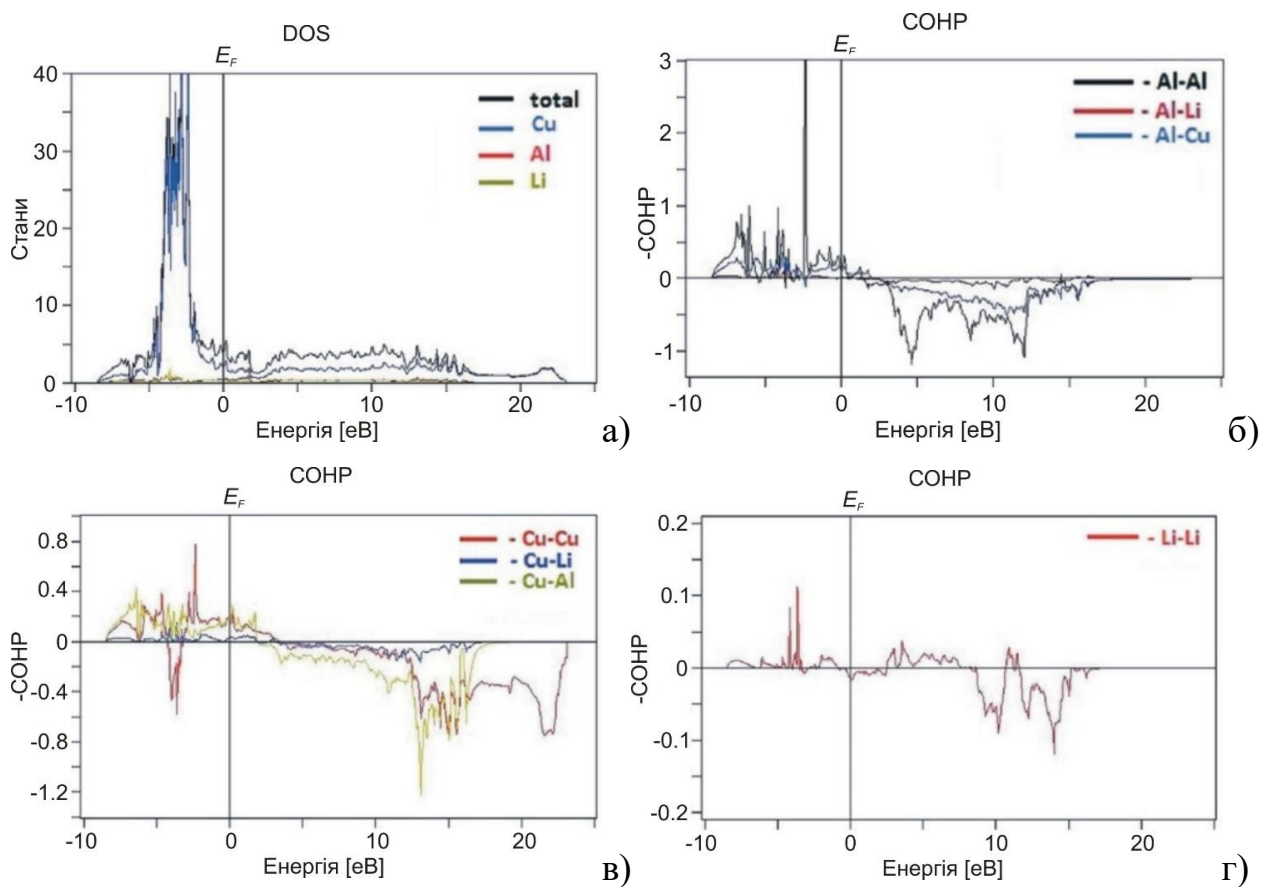 DOS
E_F
40
30
20
10
0
Стани
total
Cu
Al
Li
-10
0
10
20
Енергія [еВ]
а)
COHP
E_F
3
2
1
0
-1
-COHP
- Al-Al
- Al-Li
- Al-Cu
-10
0
10
20
Енергія [еВ]
б)
COHP
E_F
0.8
0.4
0
-0.4
-0.8
-1.2
-COHP
- Cu-Cu
- Cu-Li
- Cu-Al
-10
0
10
20
Енергія [еВ]
в)
COHP
E_F
0.2
0.1
0
-0.1
-0.2
-COHP
- Li-Li
-10
0
10
20
Енергія [еВ]
г)